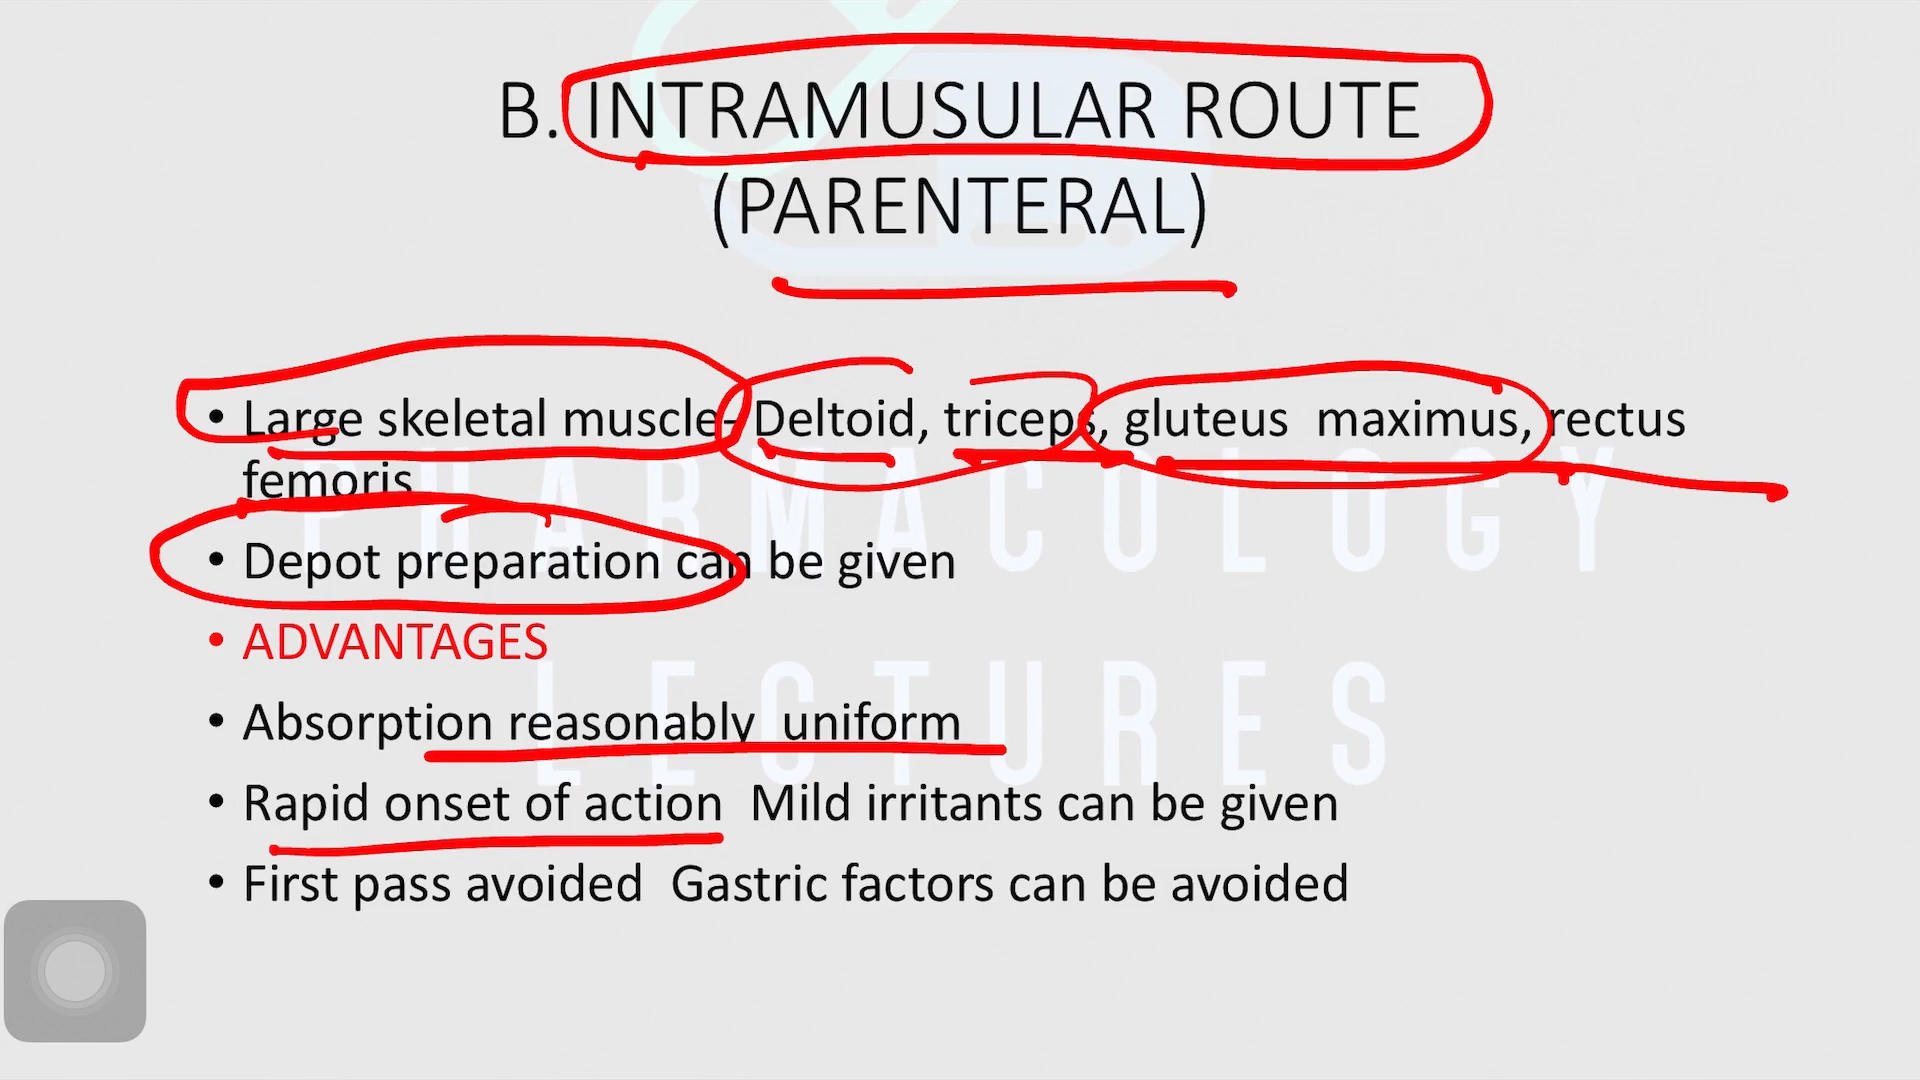 B. INTRAMUSULAR ROUTE
(PARENTERAL)
• Large skeletal muscle- Deltoid, triceps, gluteus maximus, rectus
femoris
• Depot preparation can be given
• ADVANTAGES
• Absorption reasonably uniform
• Rapid onset of action Mild irritants can be given
• First pass avoided Gastric factors can be avoided
PHARMACOLOGY
LECTURES